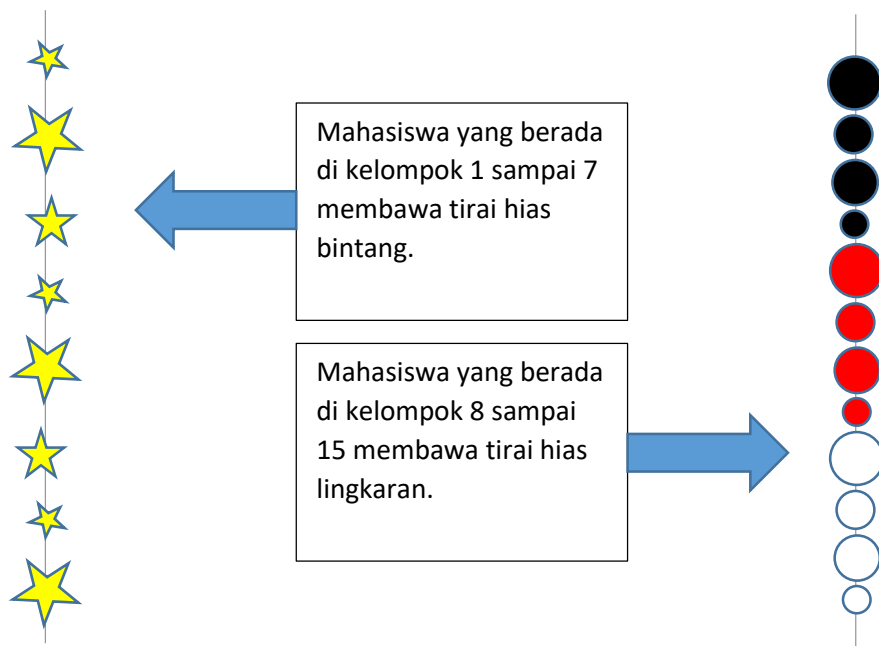 Mahasiswa yang berada
di kelompok 1 sampai 7
membawa tirai hias
bintang.
Mahasiswa yang berada
di kelompok 8 sampai
15 membawa tirai hias
lingkaran.